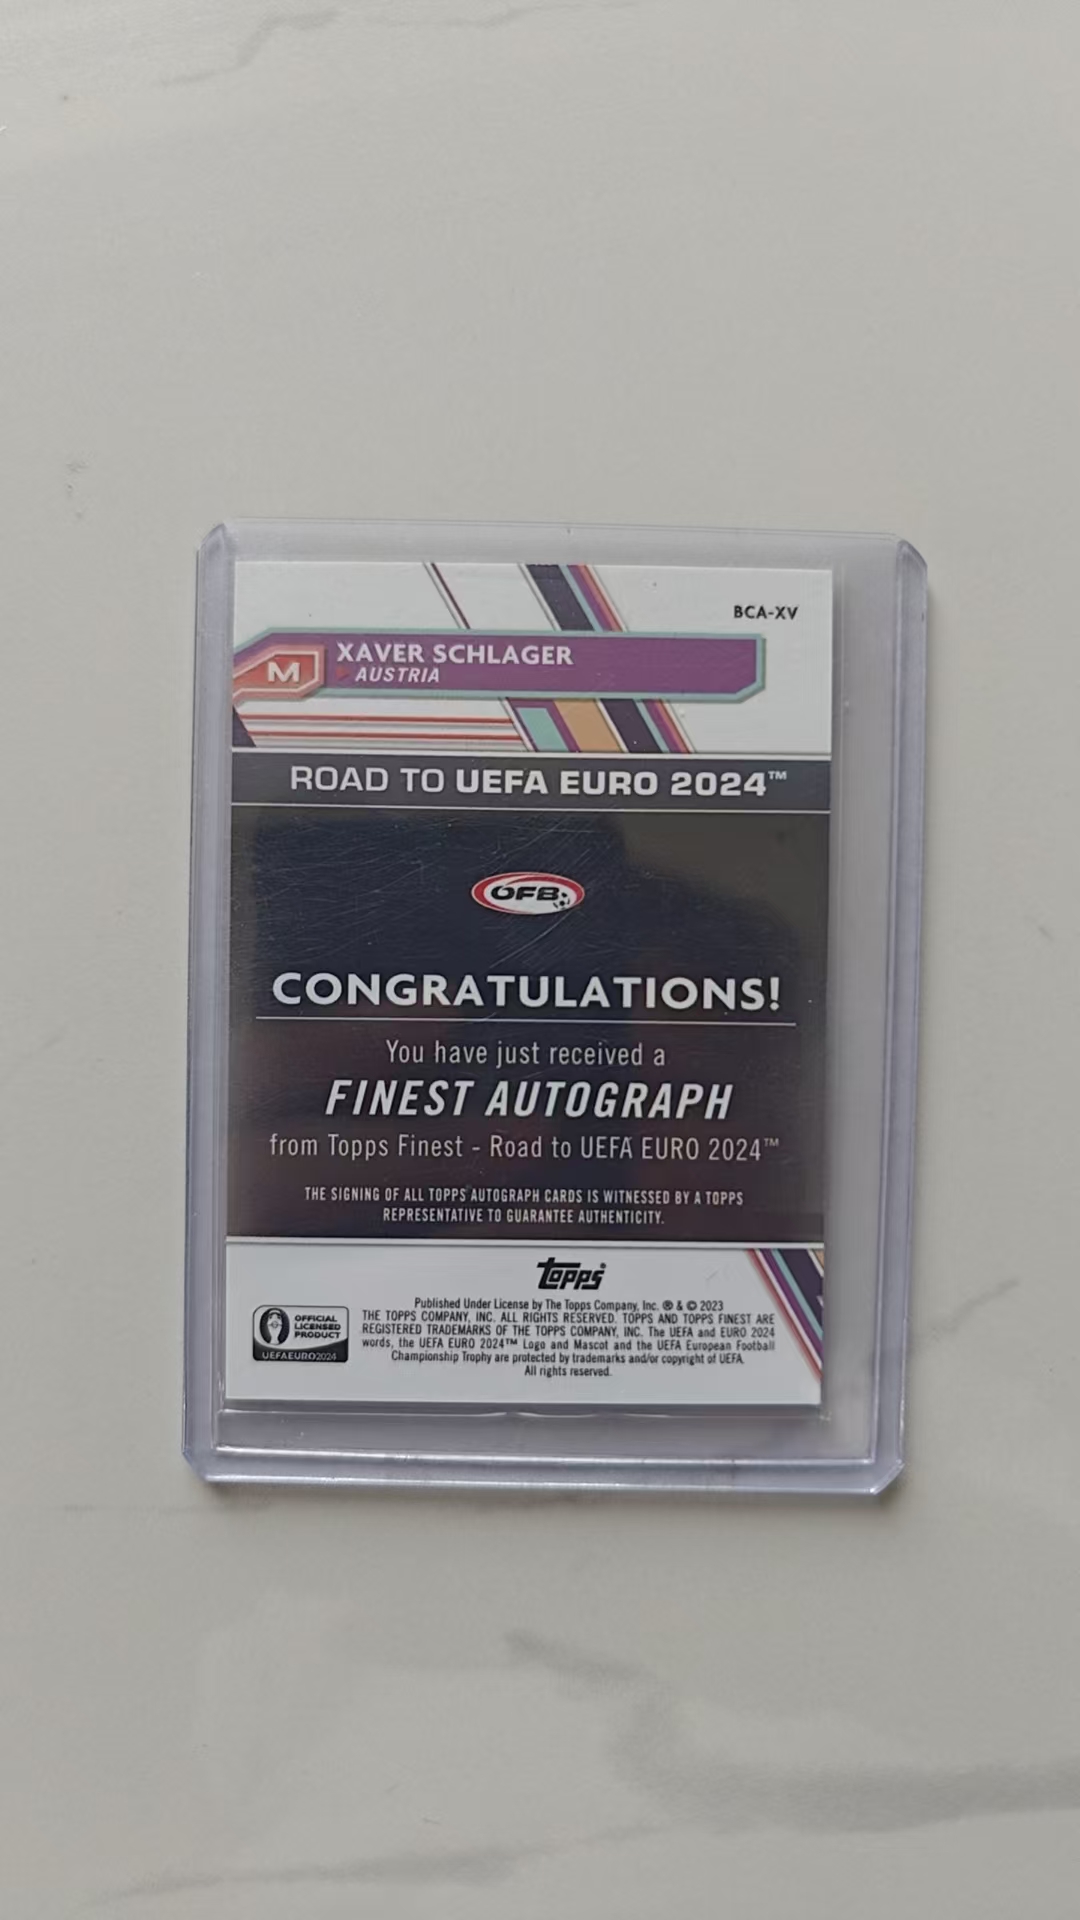 BCA-XV
M
XAVER SCHLAGER
AUSTRIA
ROAD TO UEFA EURO 2024™
ÖFB
CONGRATULATIONS!
You have just received a
FINEST AUTOGRAPH
from Topps Finest - Road to UEFA EURO 2024™
THE SIGNING OF ALL TOPPS AUTOGRAPH CARDS IS WITNESSED BY A TOPPS
REPRESENTATIVE TO GUARANTEE AUTHENTICITY.
topps®
Published Under License by The Topps Company, Inc. ® & © 2023
THE TOPPS COMPANY, INC. ALL RIGHTS RESERVED. TOPPS AND TOPPS FINEST ARE
REGISTERED TRADEMARKS OF THE TOPPS COMPANY, INC. The UEFA and EURO 2024
words, the UEFA EURO 2024™ Logo and Mascot and the UEFA European Football
Championship Trophy are protected by trademarks and/or copyright of UEFA.
All rights reserved.
OFFICIAL
LICENSED
PRODUCT
UEFAEURO2024